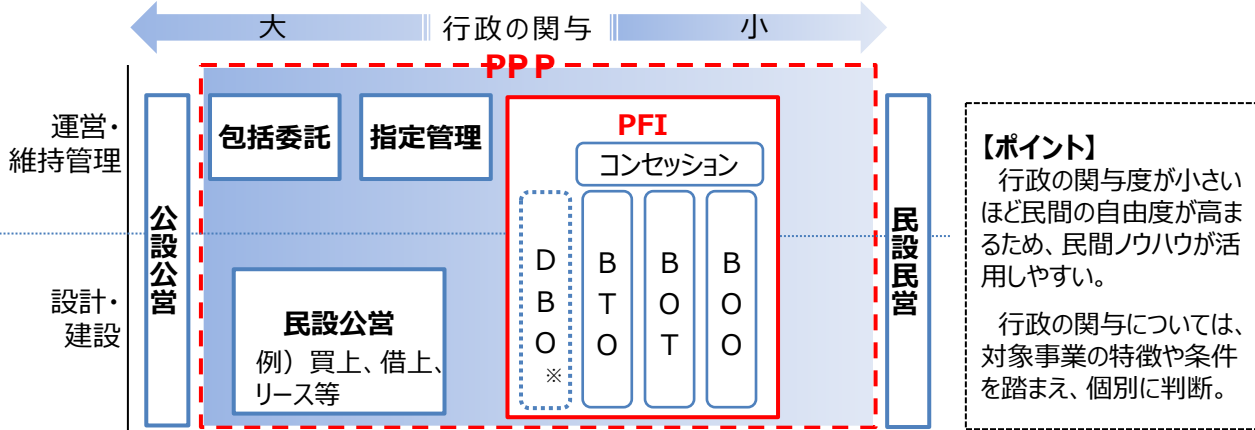 大 行政の関与 小
PPP
運営・
維持管理
設計・
建設
公設公営
包括委託
指定管理
民設公営
例）買上、借上、
リース等
PFI
コンセッション
DBO※
BTO
BOT
BOO
民設民営
【ポイント】
行政の関与度が小さい
ほど民間の自由度が高ま
るため、民間ノウハウが活
用しやすい。
行政の関与については、
対象事業の特徴や条件
を踏まえ、個別に判断。